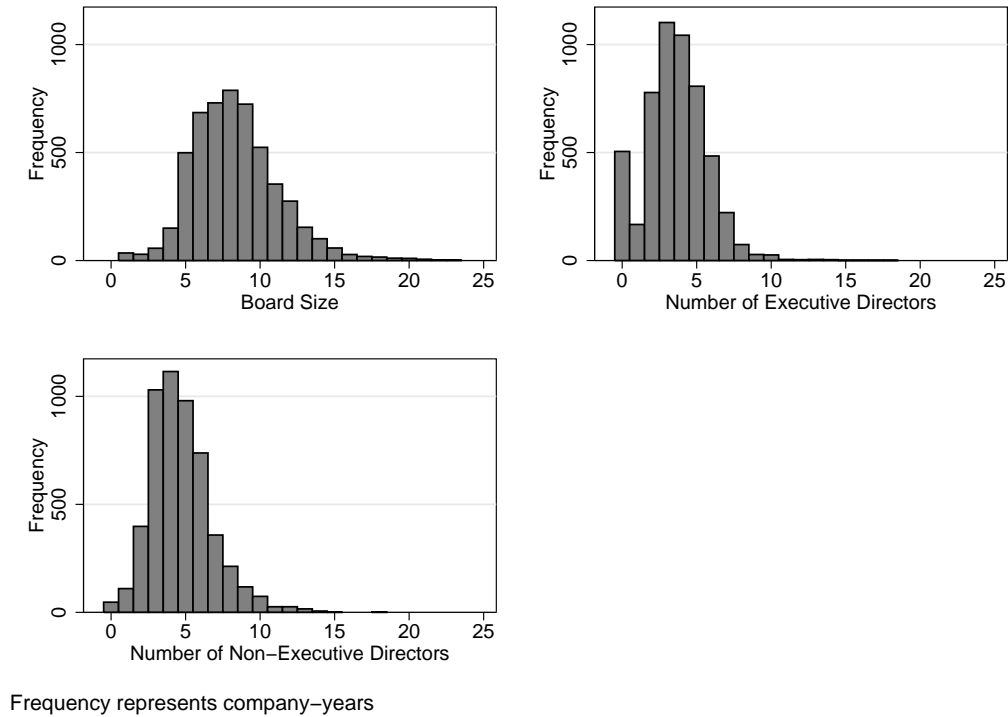 1000
1000
500
500
Frequency
Frequency
0
0
0 5 10 15 20 25
0 5 10 15 20 25
Board Size
Number of Executive Directors
1000
500
Frequency
0
0 5 10 15 20 25
Number of Non−Executive Directors
Frequency represents company−years